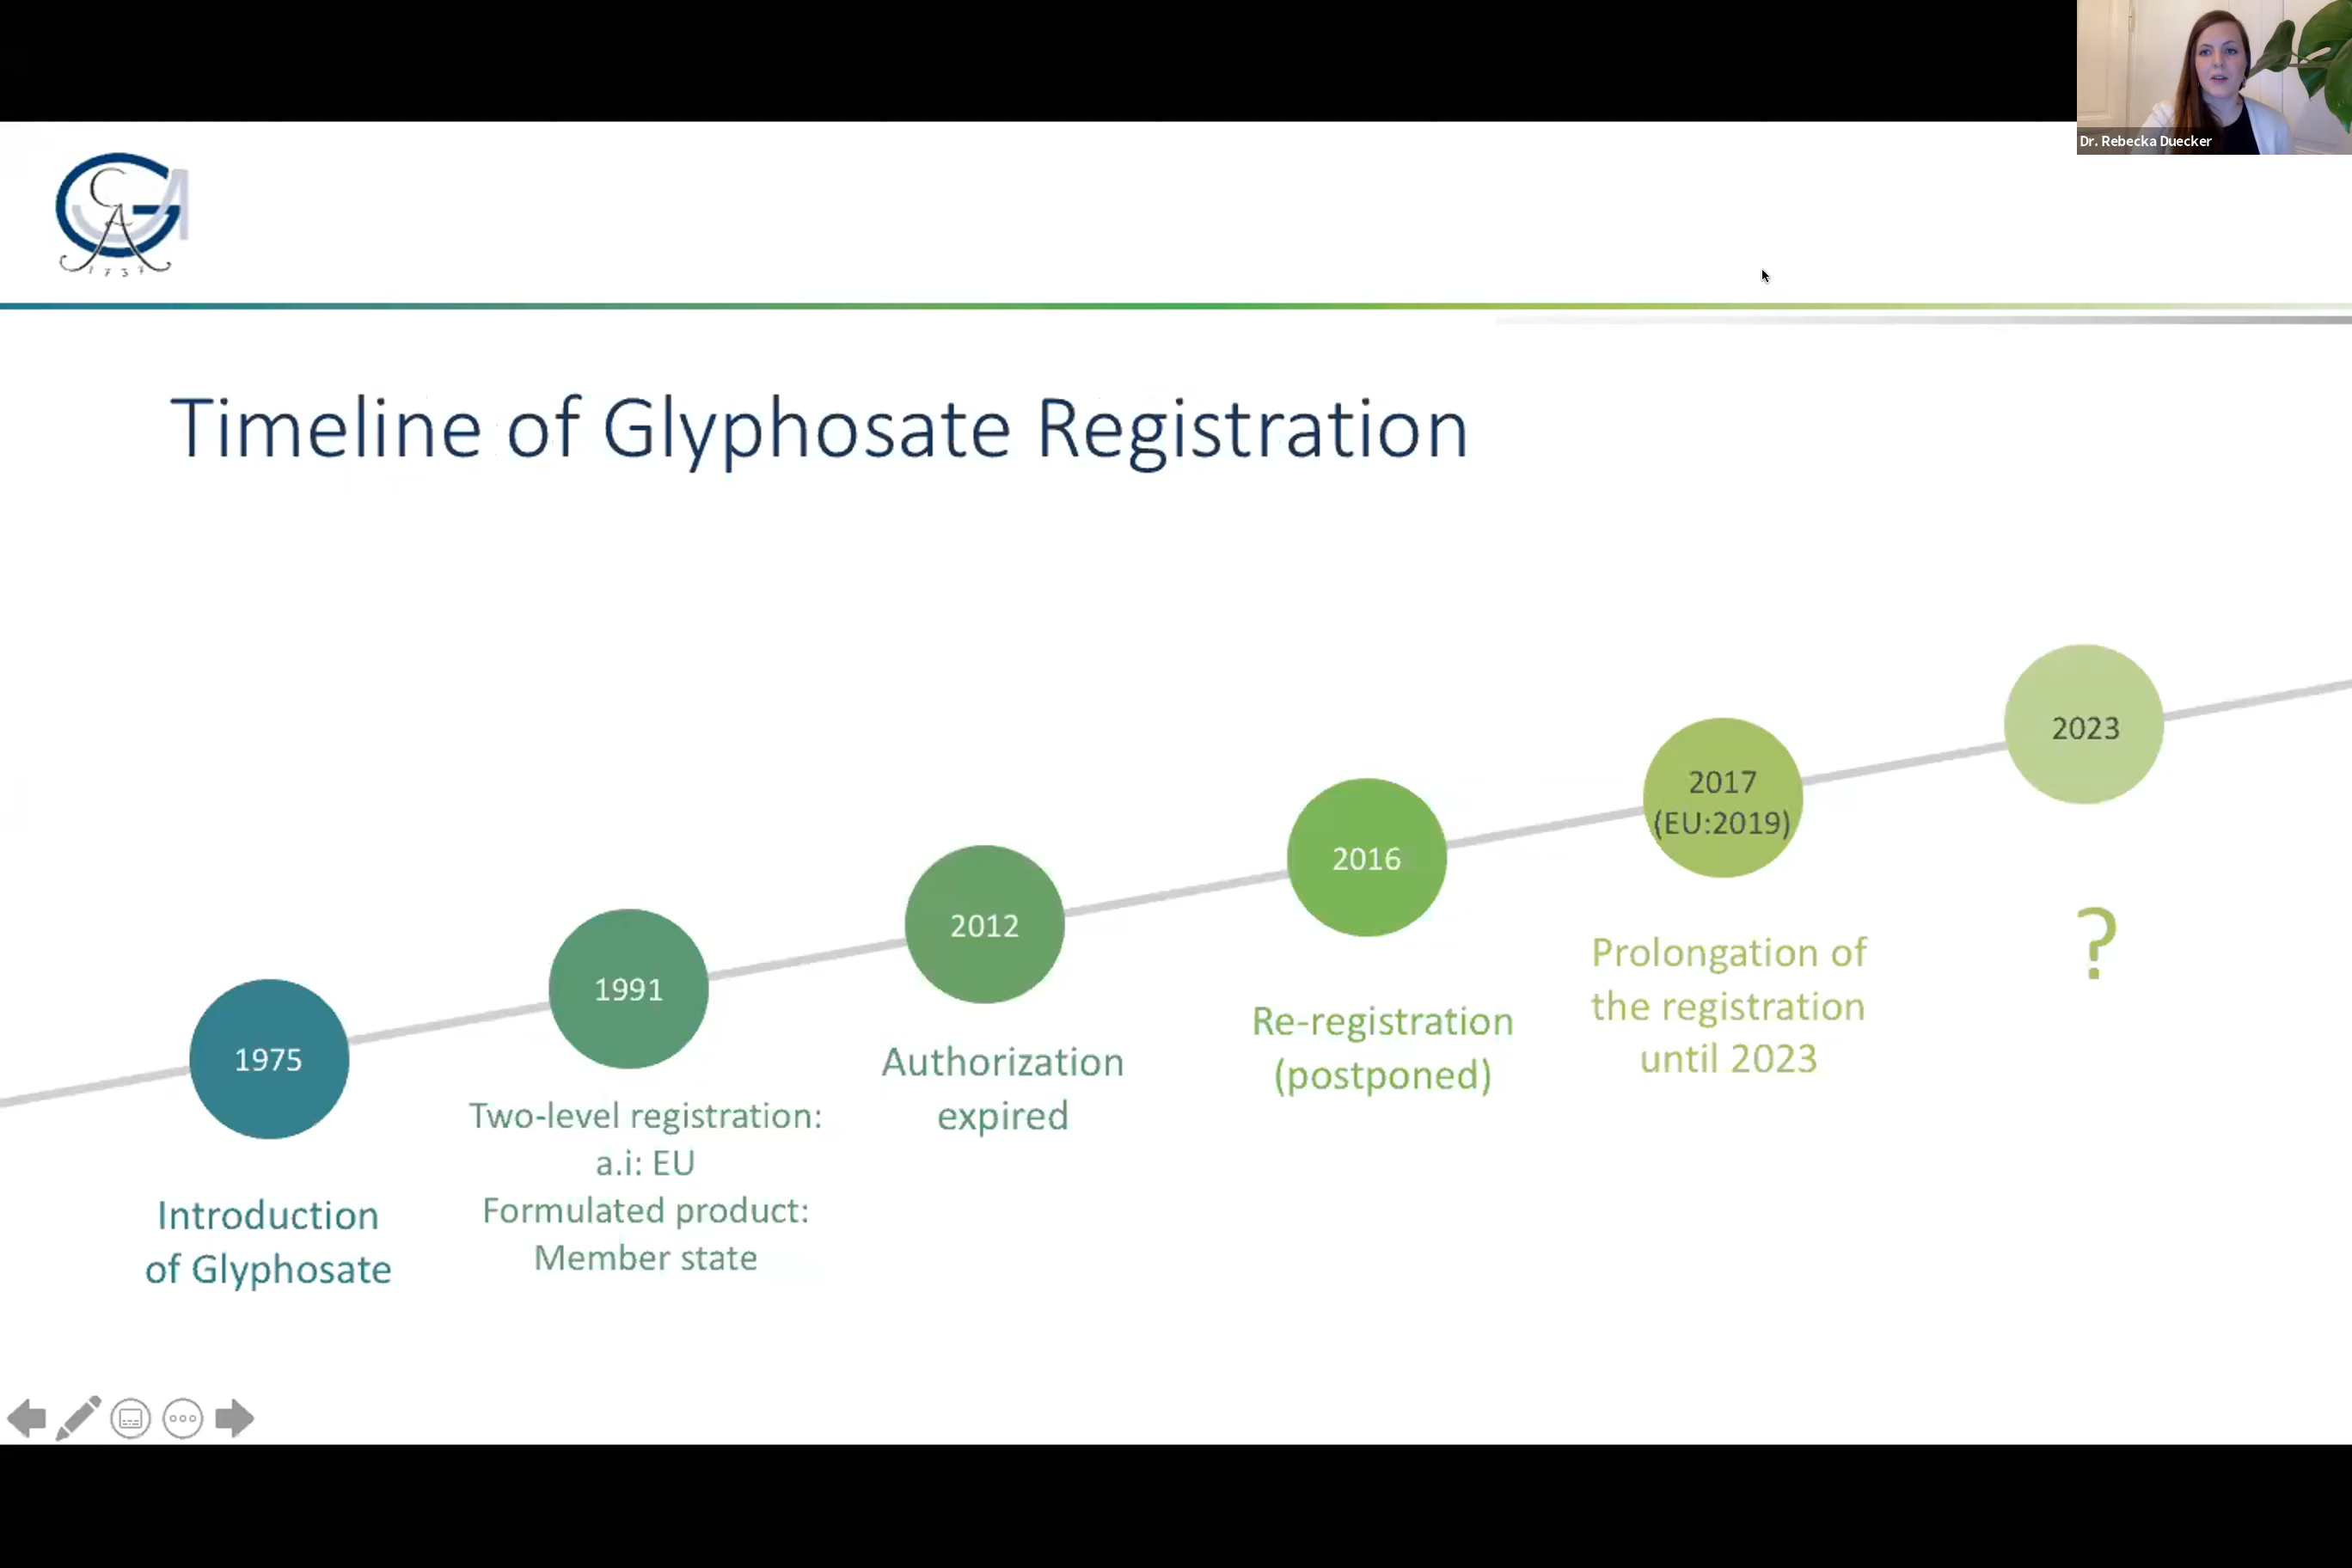 Dr. Rebecka Duecker
1737
Timeline of Glyphosate Registration
1975
Introduction
of Glyphosate
1991
Two-level registration:
a.i: EU
Formulated product:
Member state
2012
Authorization
expired
2016
Re-registration
(postponed)
2017
(EU:2019)
Prolongation of
the registration
until 2023
2023
?